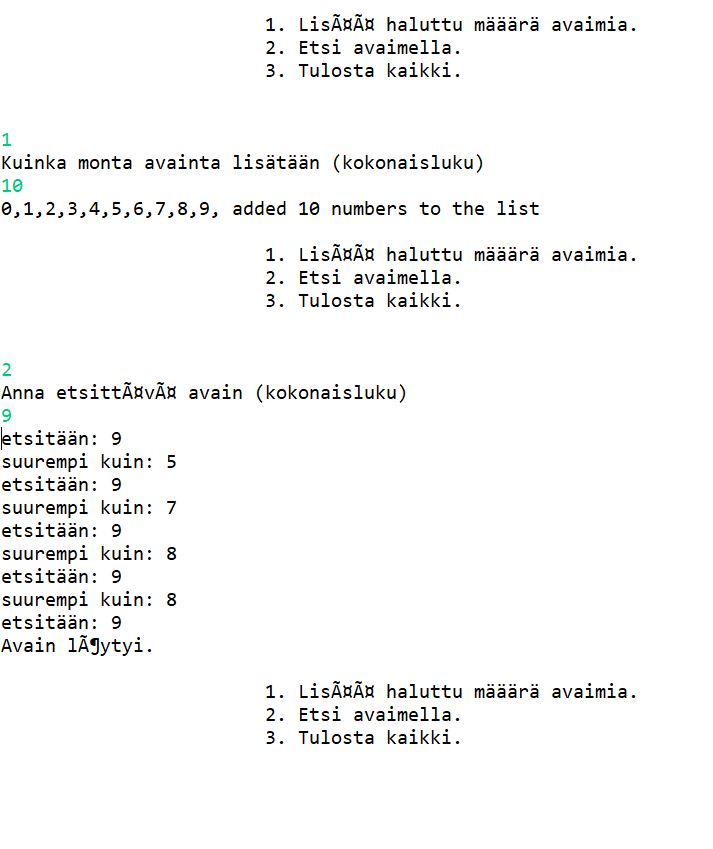 1. LisÃ¤Ã¤ haluttu määärä avaimia.
2. Etsi avaimella.
3. Tulosta kaikki.
1
Kuinka monta avainta lisätään (kokonaisluku)
10
0,1,2,3,4,5,6,7,8,9, added 10 numbers to the list
1. LisÃ¤Ã¤ haluttu määärä avaimia.
2. Etsi avaimella.
3. Tulosta kaikki.
2
Anna etsittÃ¤vÃ¤ avain (kokonaisluku)
9
etsitään: 9
suurempi kuin: 5
etsitään: 9
suurempi kuin: 7
etsitään: 9
suurempi kuin: 8
etsitään: 9
suurempi kuin: 8
etsitään: 9
Avain lÃ¶ytyi.
1. LisÃ¤Ã¤ haluttu määärä avaimia.
2. Etsi avaimella.
3. Tulosta kaikki.